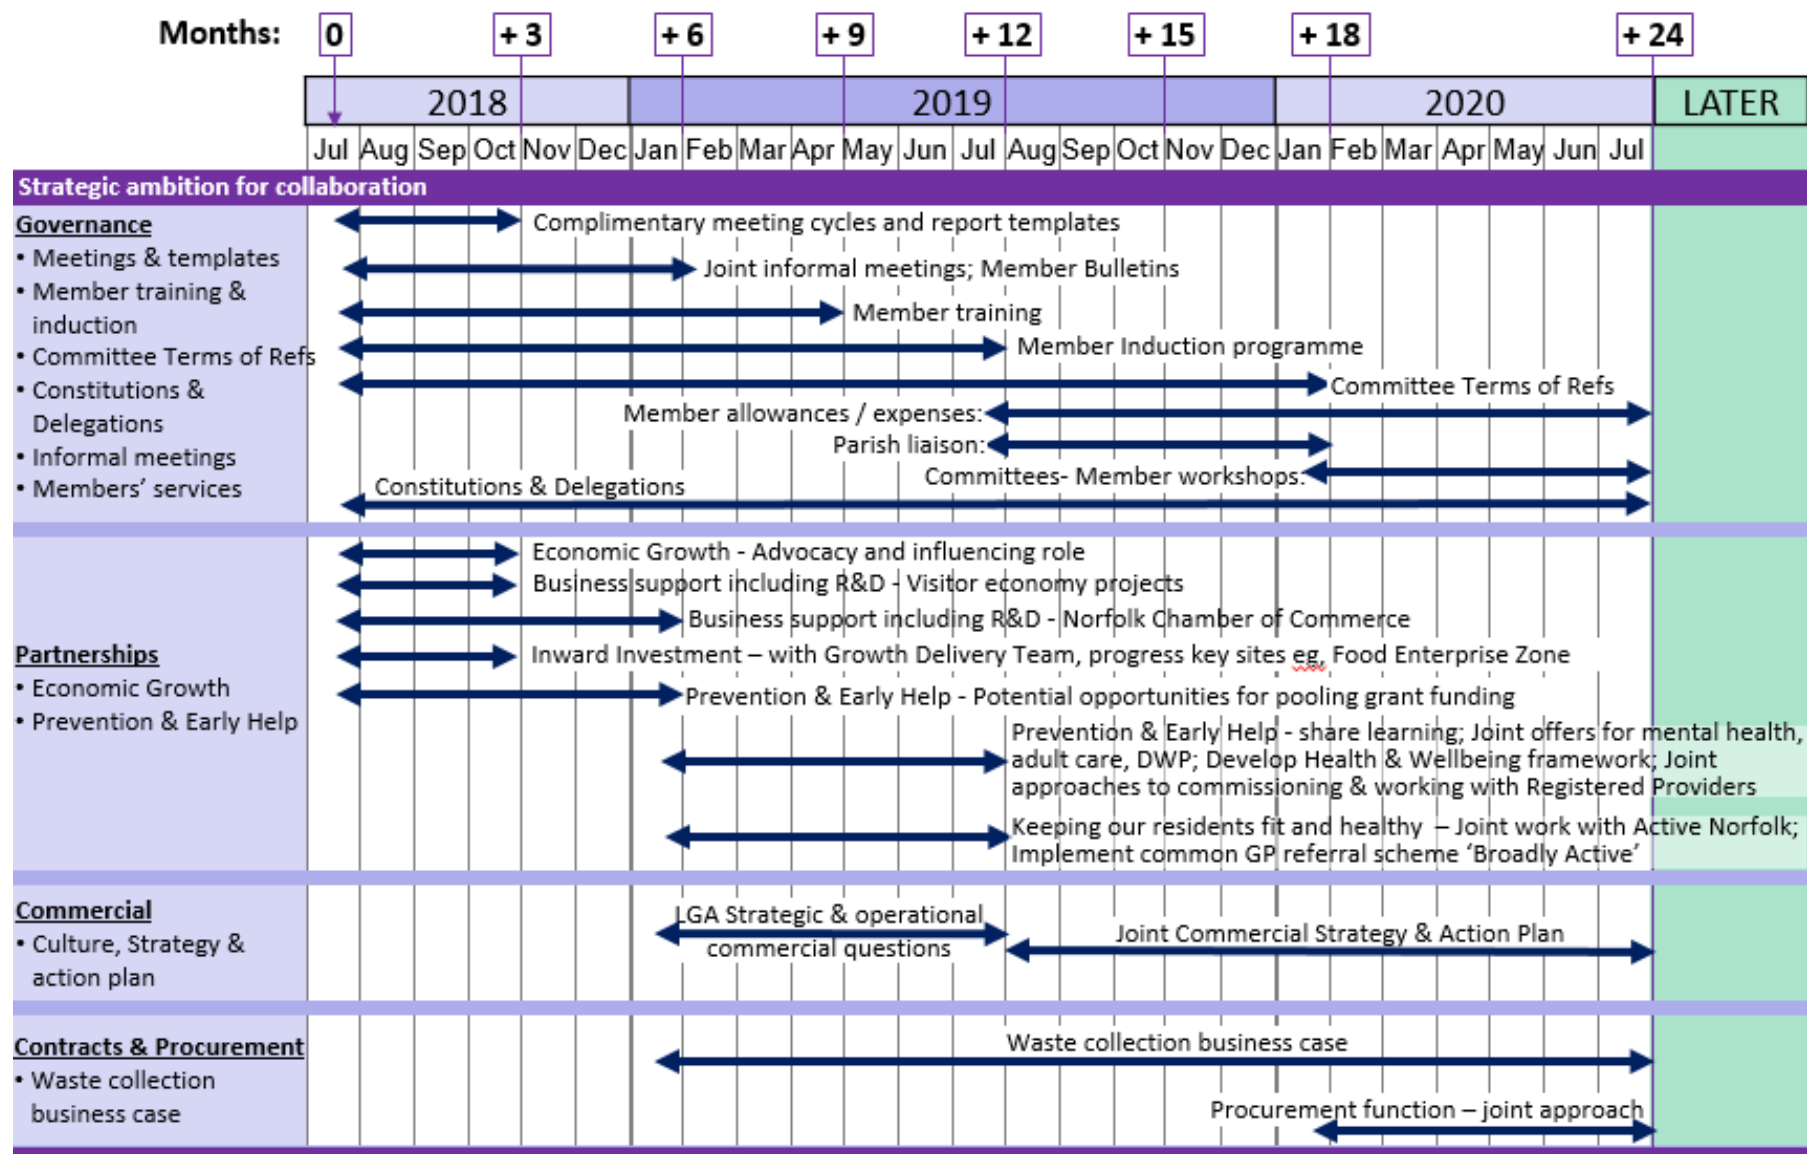 Months: 0 + 3 + 6 + 9 + 12 + 15 + 18 + 24
2018 2019 2020 LATER
Jul Aug Sep Oct Nov Dec Jan Feb Mar Apr May Jun Jul Aug Sep Oct Nov Dec Jan Feb Mar Apr May Jun Jul
Strategic ambition for collaboration
Governance
• Meetings & templates
• Member training &
induction
• Committee Terms of Refs
• Constitutions &
Delegations
• Informal meetings
• Members’ services
Complimentary meeting cycles and report templates
Joint informal meetings; Member Bulletins
Member training
Member Induction programme
Committee Terms of Refs
Member allowances / expenses:
Parish liaison:
Committees- Member workshops:
Constitutions & Delegations
Partnerships
• Economic Growth
• Prevention & Early Help
Economic Growth - Advocacy and influencing role
Business support including R&D - Visitor economy projects
Business support including R&D - Norfolk Chamber of Commerce
Inward Investment – with Growth Delivery Team, progress key sites eg, Food Enterprise Zone
Prevention & Early Help - Potential opportunities for pooling grant funding
Prevention & Early Help - share learning; Joint offers for mental health,
adult care, DWP; Develop Health & Wellbeing framework; Joint
approaches to commissioning & working with Registered Providers
Keeping our residents fit and healthy – Joint work with Active Norfolk;
Implement common GP referral scheme ‘Broadly Active’
Commercial
• Culture, Strategy &
action plan
LGA Strategic & operational
commercial questions
Joint Commercial Strategy & Action Plan
Contracts & Procurement
• Waste collection
business case
Waste collection business case
Procurement function – joint approach